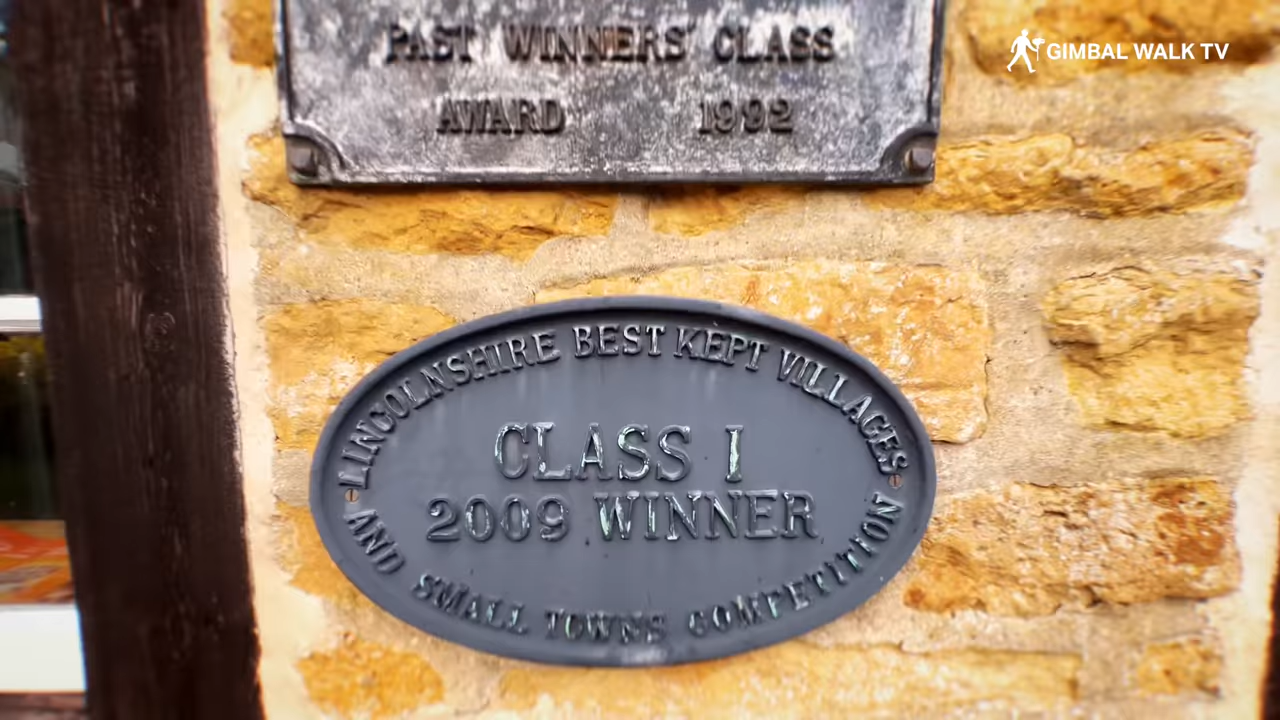 PAST WINNERS' CLASS
AWARD 1992
GIMBAL WALK TV
LINCOLNSHIRE BEST KEPT VILLAGES
CLASS I
2009 WINNER
AND SMALL TOWNS COMPETITION